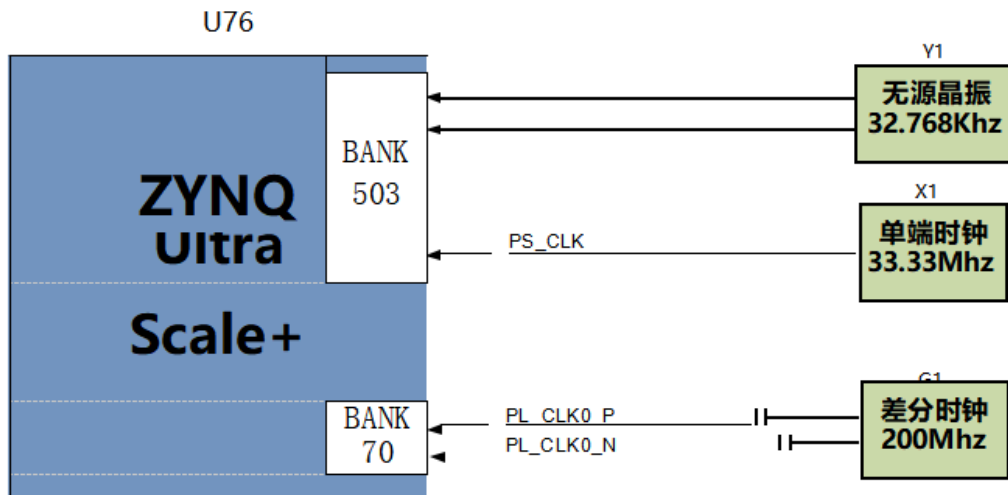 U76
Y1
无源晶振
32.768Khz
BANK
503
X1
ZYNQ
Ultra
单端时钟
33.33Mhz
PS_CLK
Scale+
G1
差分时钟
200Mhz
BANK
70
PL_CLK0_P
PL_CLK0_N